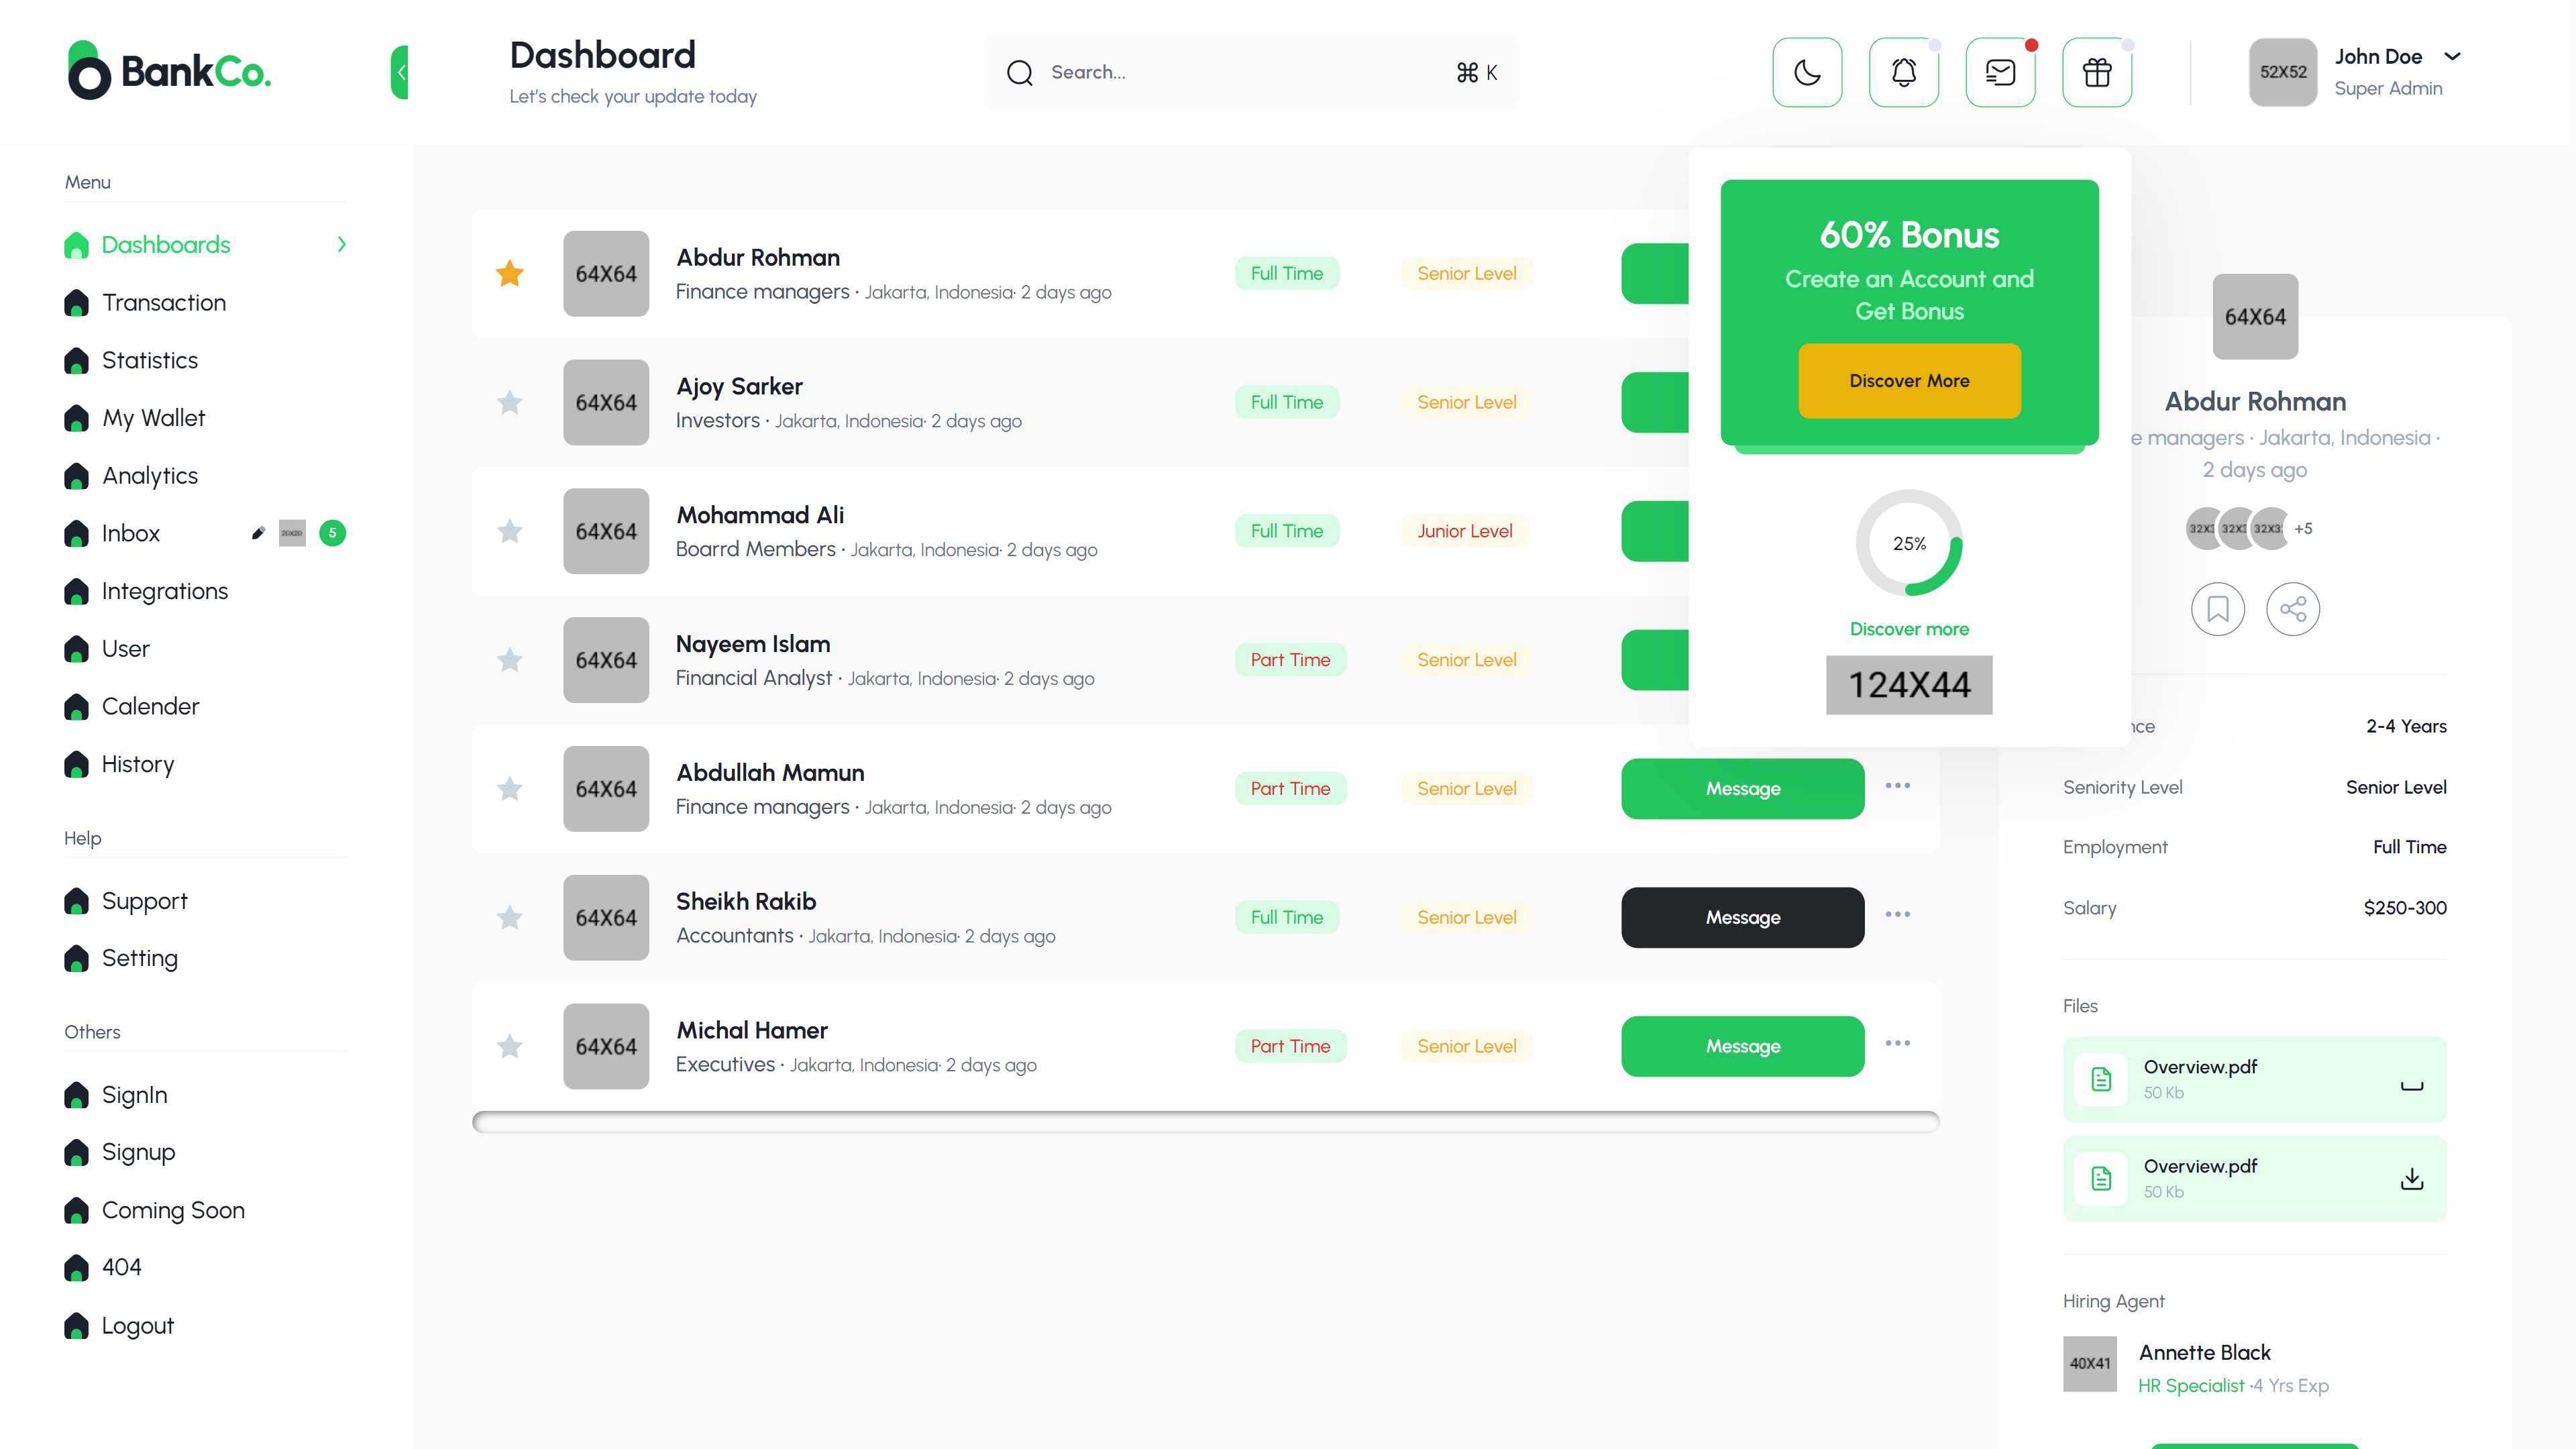 BankCo.
Dashboard
Let's check your update today
Search...
⌘ K
52X52
John Doe
Super Admin
Menu
Dashboards
Transaction
Statistics
My Wallet
Analytics
Inbox
5
Integrations
User
Calender
History
Help
Support
Setting
Others
SignIn
Signup
Coming Soon
404
Logout
64X64
Abdur Rohman
Finance managers · Jakarta, Indonesia· 2 days ago
Full Time
Senior Level
64X64
Ajoy Sarker
Investors · Jakarta, Indonesia· 2 days ago
Full Time
Senior Level
64X64
Mohammad Ali
Boarrd Members · Jakarta, Indonesia· 2 days ago
Full Time
Junior Level
64X64
Nayeem Islam
Financial Analyst · Jakarta, Indonesia· 2 days ago
Part Time
Senior Level
64X64
Abdullah Mamun
Finance managers · Jakarta, Indonesia· 2 days ago
Part Time
Senior Level
Message
64X64
Sheikh Rakib
Accountants · Jakarta, Indonesia· 2 days ago
Full Time
Senior Level
Message
64X64
Michal Hamer
Executives · Jakarta, Indonesia· 2 days ago
Part Time
Senior Level
Message
60% Bonus
Create an Account and
Get Bonus
Discover More
25%
Discover more
124X44
64X64
Abdur Rohman
managers · Jakarta, Indonesia ·
2 days ago
+5
2-4 Years
Seniority Level
Senior Level
Employment
Full Time
Salary
$250-300
Files
Overview.pdf
50 Kb
Overview.pdf
50 Kb
Hiring Agent
40X41
Annette Black
HR Specialist ·4 Yrs Exp